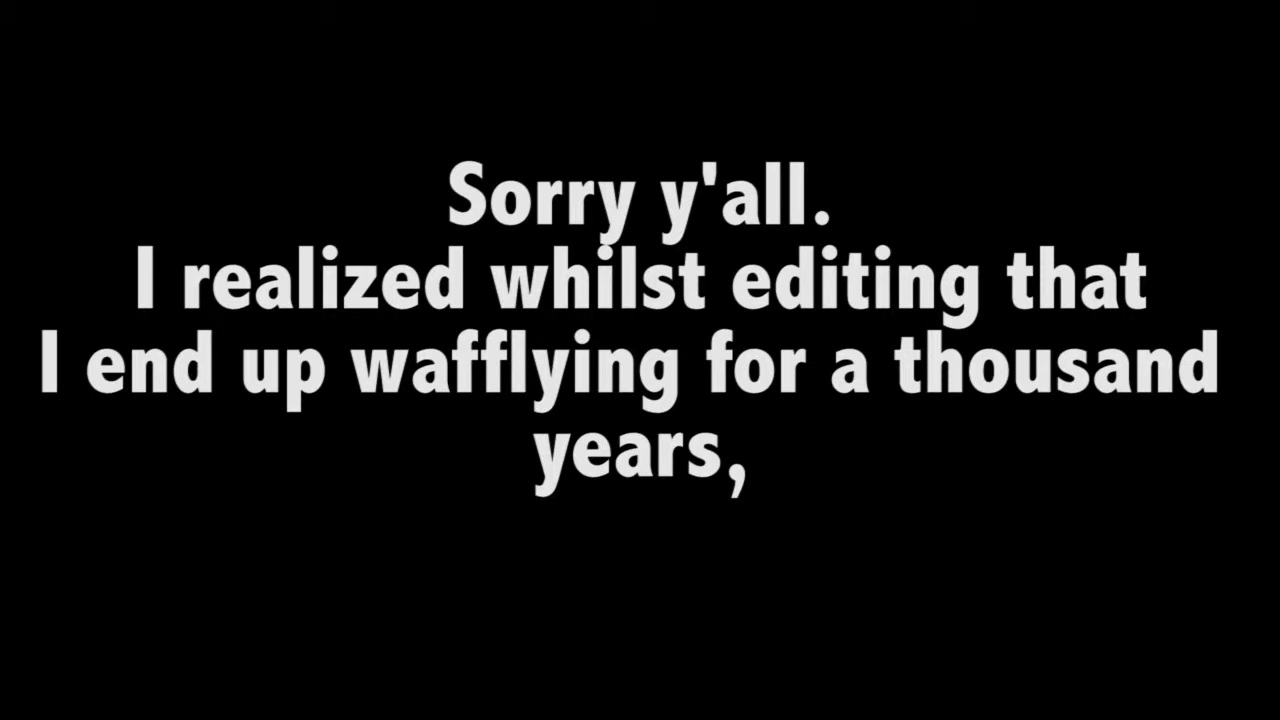 Sorry y'all.
I realized whilst editing that
I end up wafflying for a thousand
years,